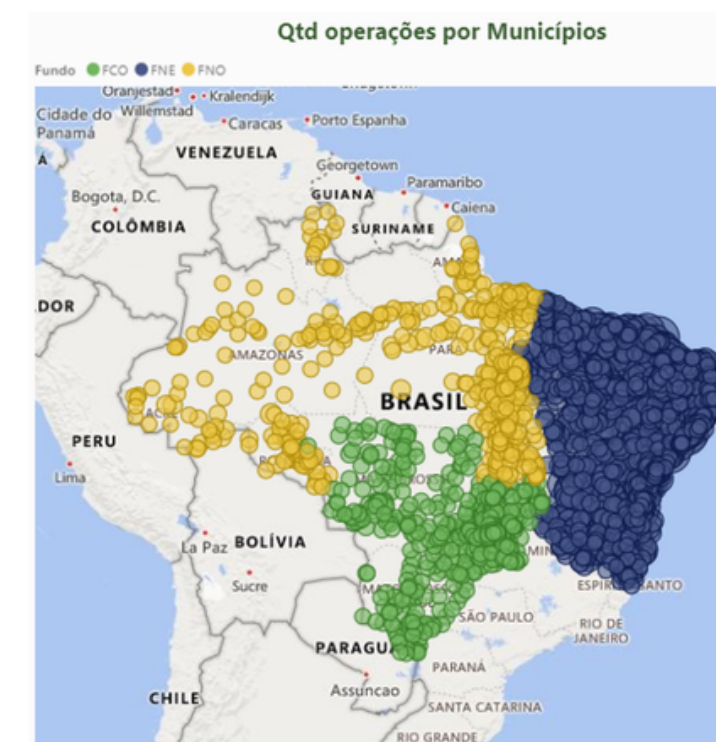 Qtd operações por Municípios
Fundo FCO FNE FNO
Oranjestad
Kralendijk
Cidade do
Panamá
Willemstad
Caracas
Porto Espanha
VENEZUELA
Georgetown
Bogota, D.C.
GUIANA
Paramaribo
COLÔMBIA
SURINAME
Caiena
DOR
AMAZONAS
PARÁ
BRASIL
PERU
Lima
La Paz
BOLÍVIA
Sucre
SÃO PAULO
RIO DE
JANEIRO
Assuncao
PARANÁ
CHILE
SANTA CATARINA
RIO GRANDE